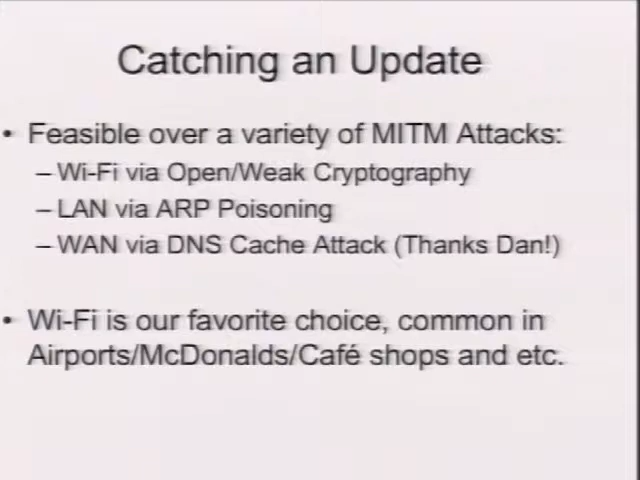 Catching an Update
• Feasible over a variety of MITM Attacks:
– Wi-Fi via Open/Weak Cryptography
– LAN via ARP Poisoning
– WAN via DNS Cache Attack (Thanks Dan!)
• Wi-Fi is our favorite choice, common in
Airports/McDonalds/Café shops and etc.